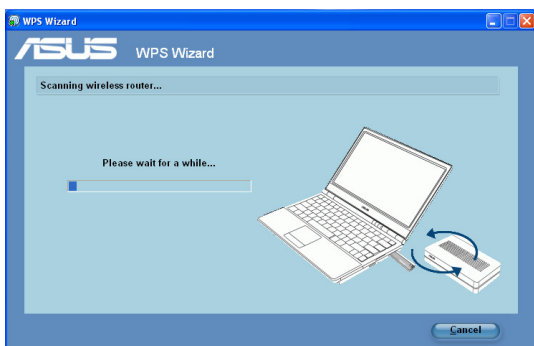 WPS Wizard
ASUS WPS Wizard
Scanning wireless router...
Please wait for a while...
Cancel